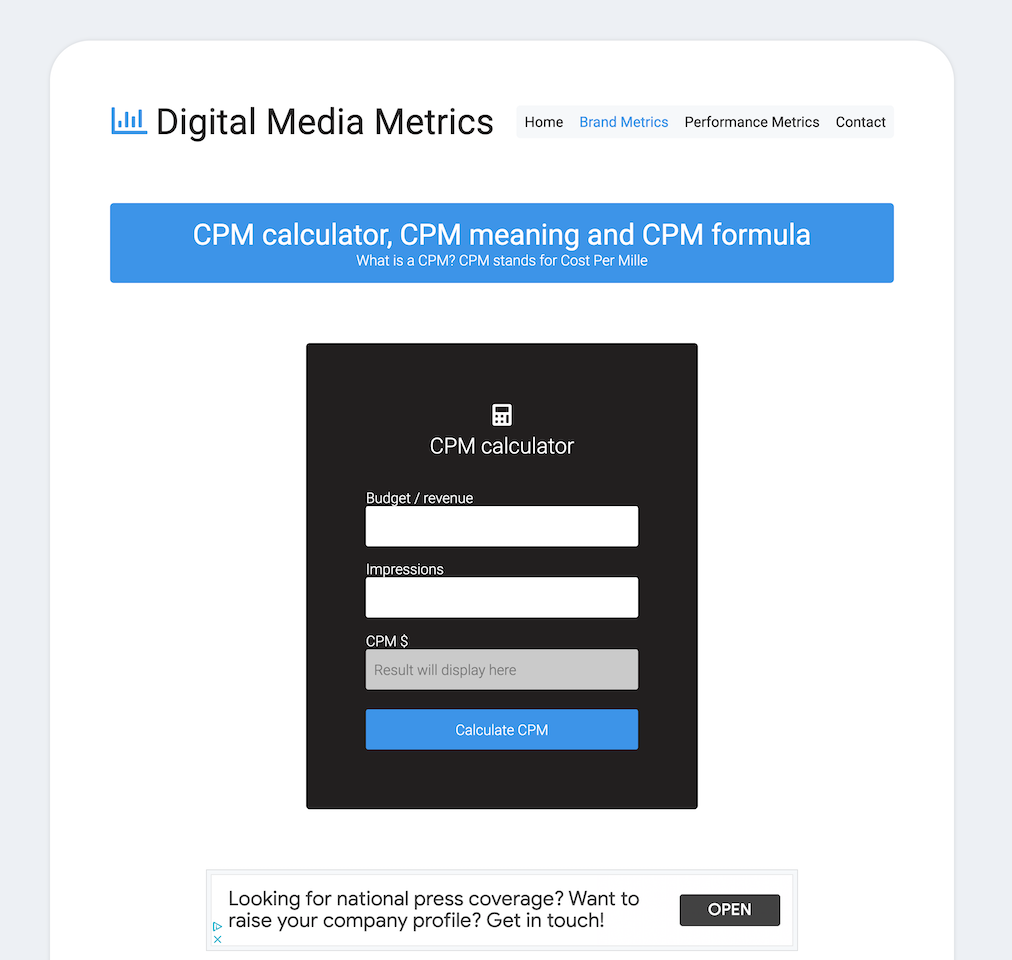 Digital Media Metrics
Home Brand Metrics Performance Metrics Contact
CPM calculator, CPM meaning and CPM formula
What is a CPM? CPM stands for Cost Per Mille
CPM calculator
Budget / revenue
Impressions
CPM $
Result will display here
Calculate CPM
Looking for national press coverage? Want to
raise your company profile? Get in touch!
OPEN